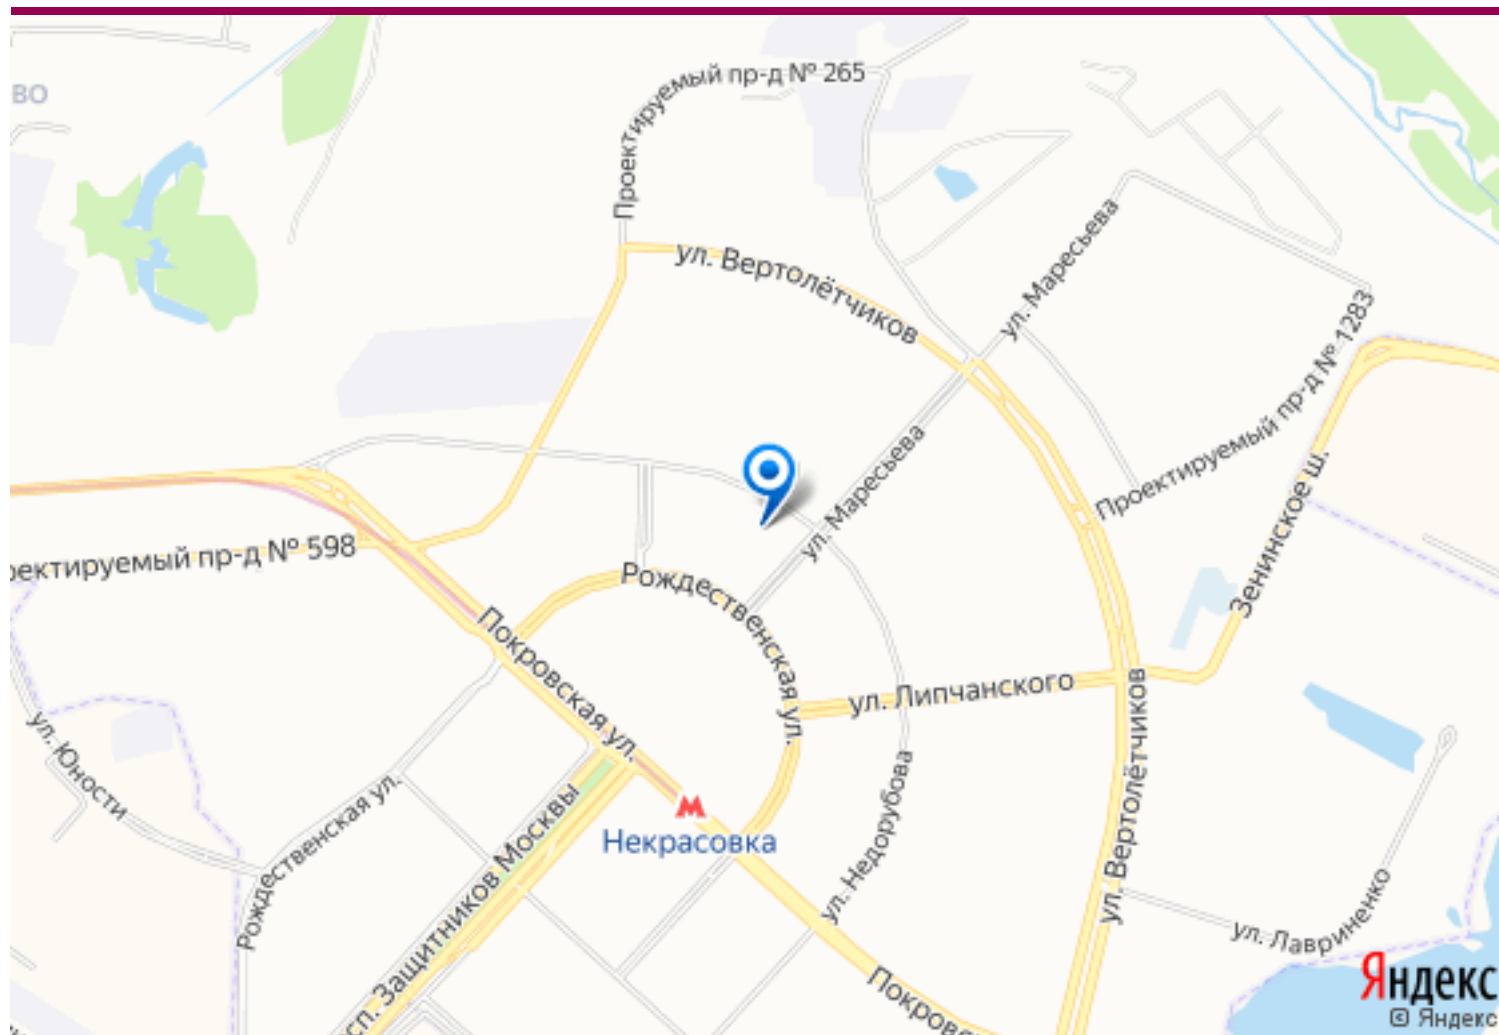 ВО
Проектируемый пр-д № 265
ул. Вертолётчиков
ул. Маресьева
Проектируемый пр-д № 1283
ул. Маресьева
Зенинское ш.
ректируемый пр-д № 598
Рождественская ул.
Покровская ул.
ул. Липчанского
ул. Вертолётчиков
ул. Юности
Рождественская ул.
Некрасовка
ул. Недорубова
сп. Защитников Москвы
ул. Лавриненко
Покровс
Яндекс
© Яндекс